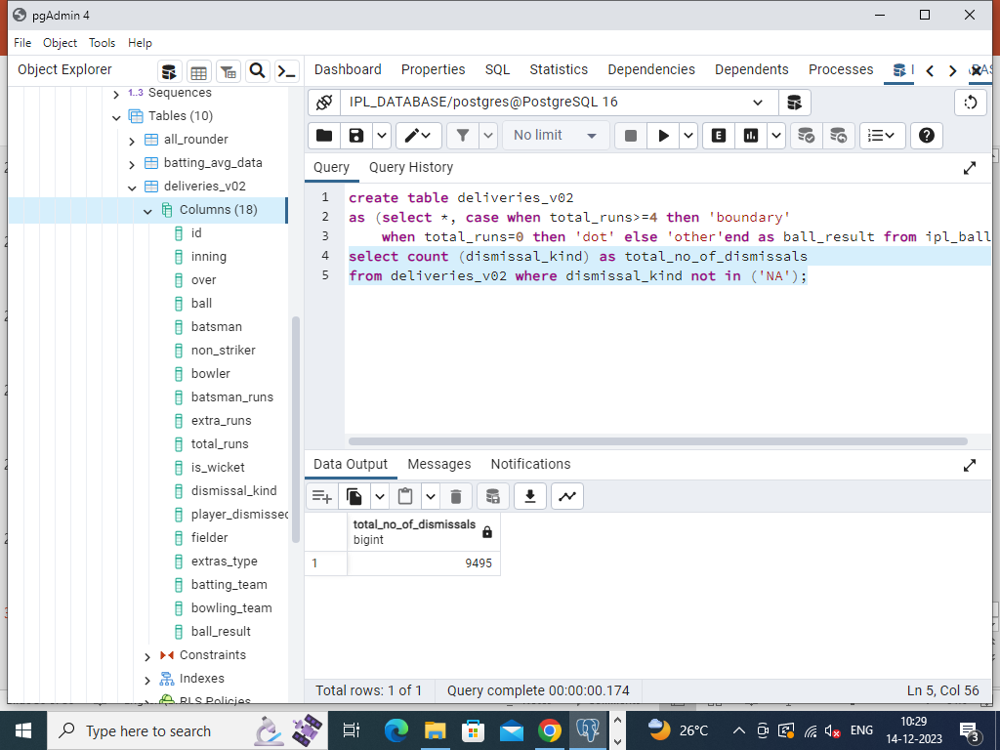 pgAdmin 4
File Object Tools Help
Object Explorer
Dashboard Properties SQL Statistics Dependencies Dependents Processes
1..3 Sequences
Tables (10)
all_rounder
batting_avg_data
deliveries_v02
Columns (18)
id
inning
over
ball
batsman
non_striker
bowler
batsman_runs
extra_runs
total_runs
is_wicket
dismissal_kind
player_dismissed
fielder
extras_type
batting_team
bowling_team
ball_result
Constraints
Indexes
RLS Policies
IPL_DATABASE/postgres@PostgreSQL 16
No limit
E
Query Query History
1 create table deliveries_v02
2 as (select *, case when total_runs>=4 then 'boundary'
3 when total_runs=0 then 'dot' else 'other'end as ball_result from ipl_ball
4 select count (dismissal_kind) as total_no_of_dismissals
5 from deliveries_v02 where dismissal_kind not in ('NA');
Data Output Messages Notifications
total_no_of_dismissals
bigint
1 9495
Total rows: 1 of 1 Query complete 00:00:00.174 Ln 5, Col 56
Type here to search
26°C
ENG
10:29
14-12-2023
3